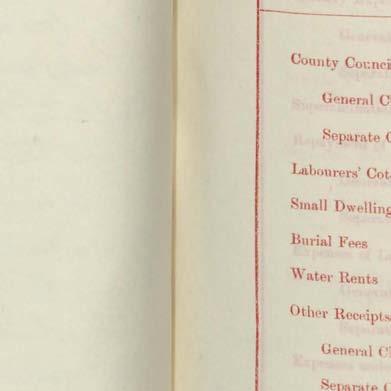 County Counci
General C
Separate C
Labourers' Cot
Small Dwelling
Burial Fees
Water Rents
Other Receipts
General C
Separate C